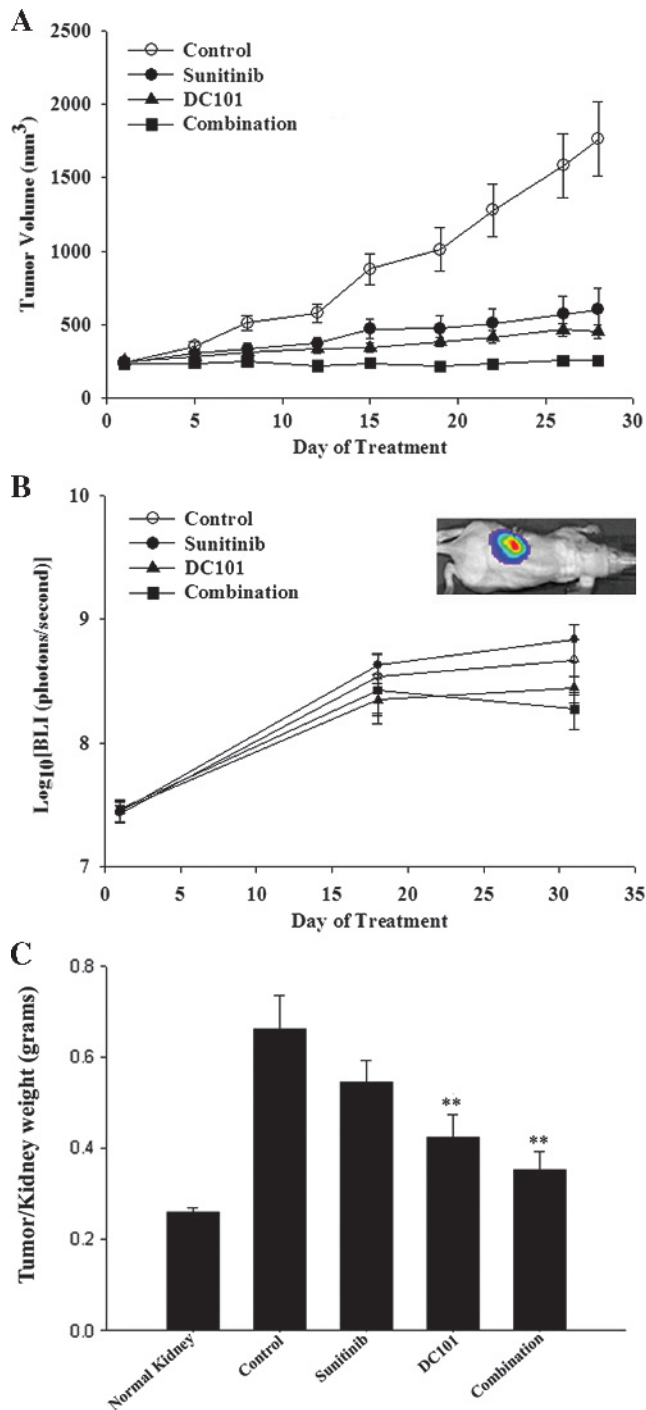 A
2500
2000
1500
1000
500
0
Tumor Volume (mm3)
Control
Sunitinib
DC101
Combination
0 5 10 15 20 25 30
Day of Treatment
B
10
9
8
7
Log10[BLI (photons/second)]
Control
Sunitinib
DC101
Combination
0 5 10 15 20 25 30 35
Day of Treatment
C
0.8
0.6
0.4
0.2
0.0
Tumor/Kidney weight (grams)
**
**
Normal Kidney
Control
Sunitinib
DC101
Combination